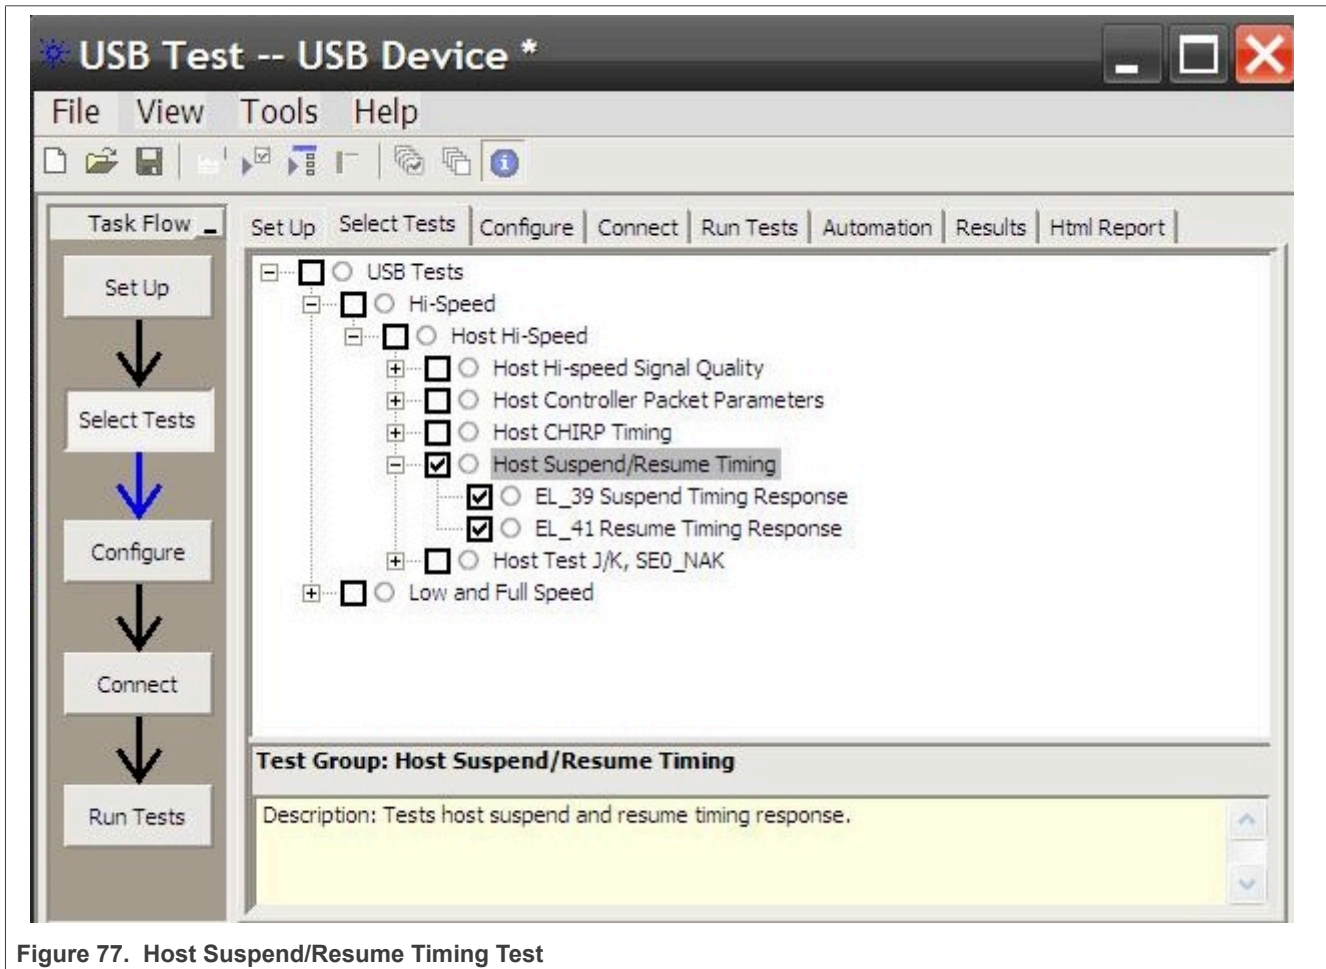 USB Test -- USB Device *
File View Tools Help
Task Flow
Set Up Select Tests Configure Connect Run Tests Automation Results Html Report
Set Up
Select Tests
Configure
Connect
Run Tests
USB Tests
Hi-Speed
Host Hi-Speed
Host Hi-speed Signal Quality
Host Controller Packet Parameters
Host CHIRP Timing
Host Suspend/Resume Timing
EL_39 Suspend Timing Response
EL_41 Resume Timing Response
Host Test J/K, SE0_NAK
Low and Full Speed
Test Group: Host Suspend/Resume Timing
Description: Tests host suspend and resume timing response.
Figure 77. Host Suspend/Resume Timing Test